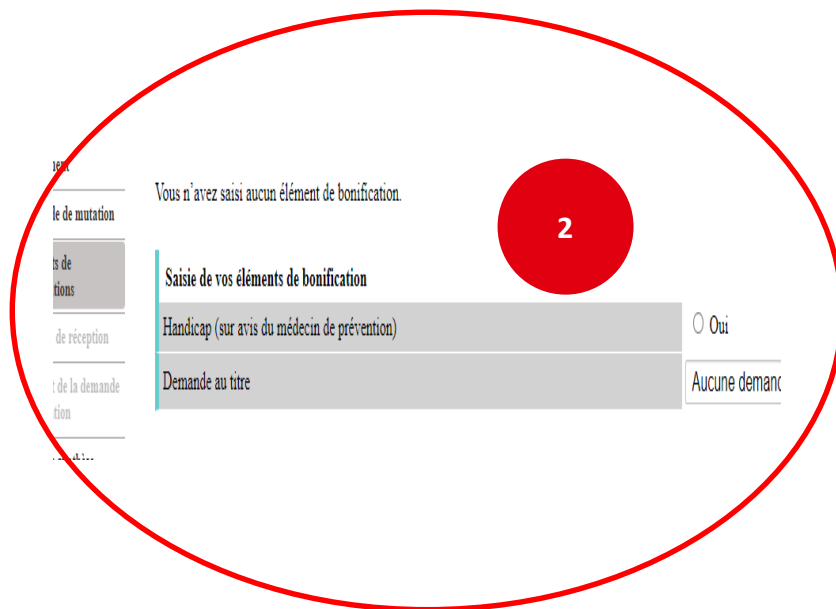 le de mutation
ts de
tions
de réception
t de la demande
tion
Vous n’avez saisi aucun élément de bonification.
2
Saisie de vos éléments de bonification
Handicap (sur avis du médecin de prévention)
Oui
Demande au titre
Aucune demand